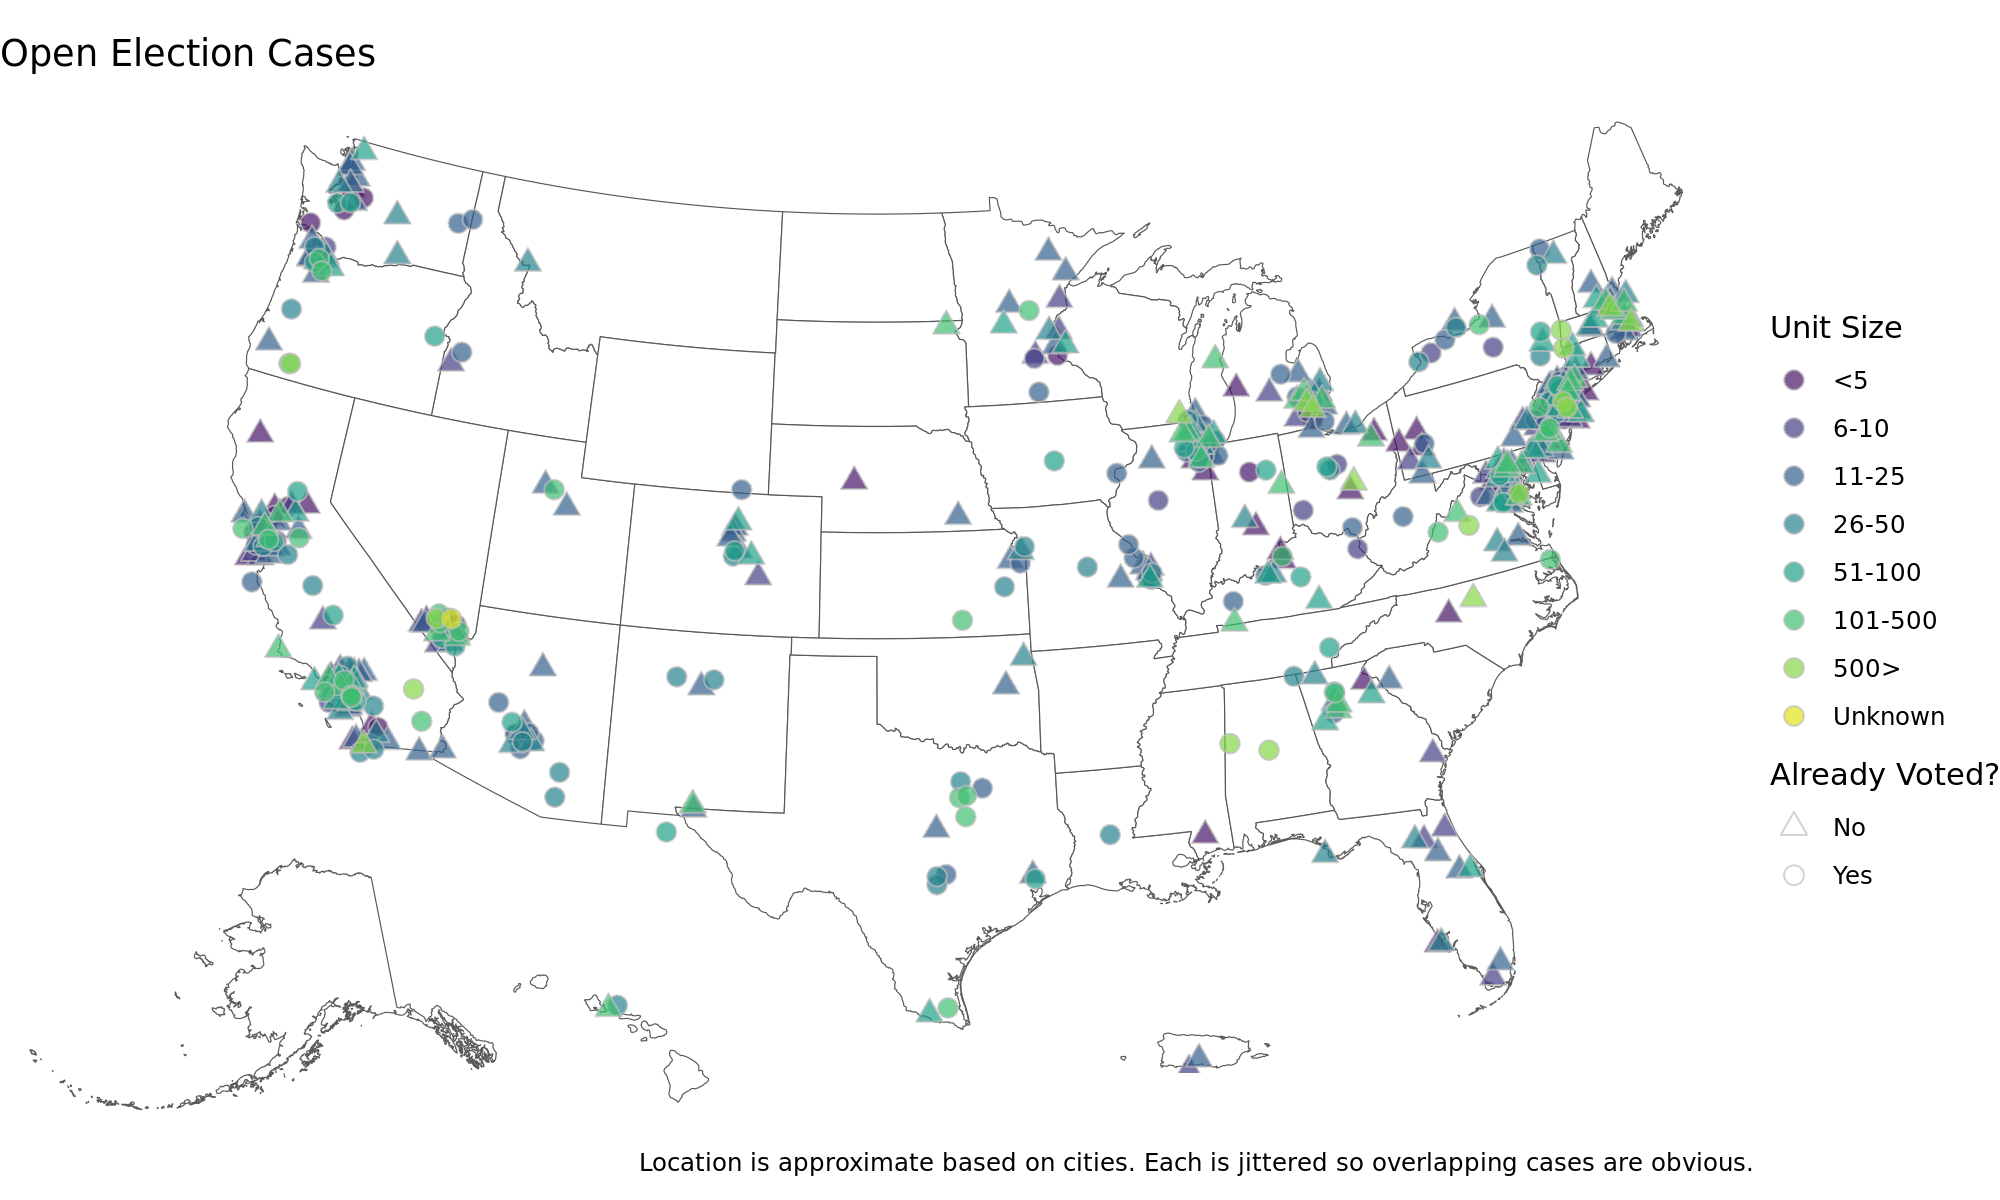 Open Election Cases
Unit Size
<5
6-10
11-25
26-50
51-100
101-500
500>
Unknown
Already Voted?
No
Yes
Location is approximate based on cities. Each is jittered so overlapping cases are obvious.